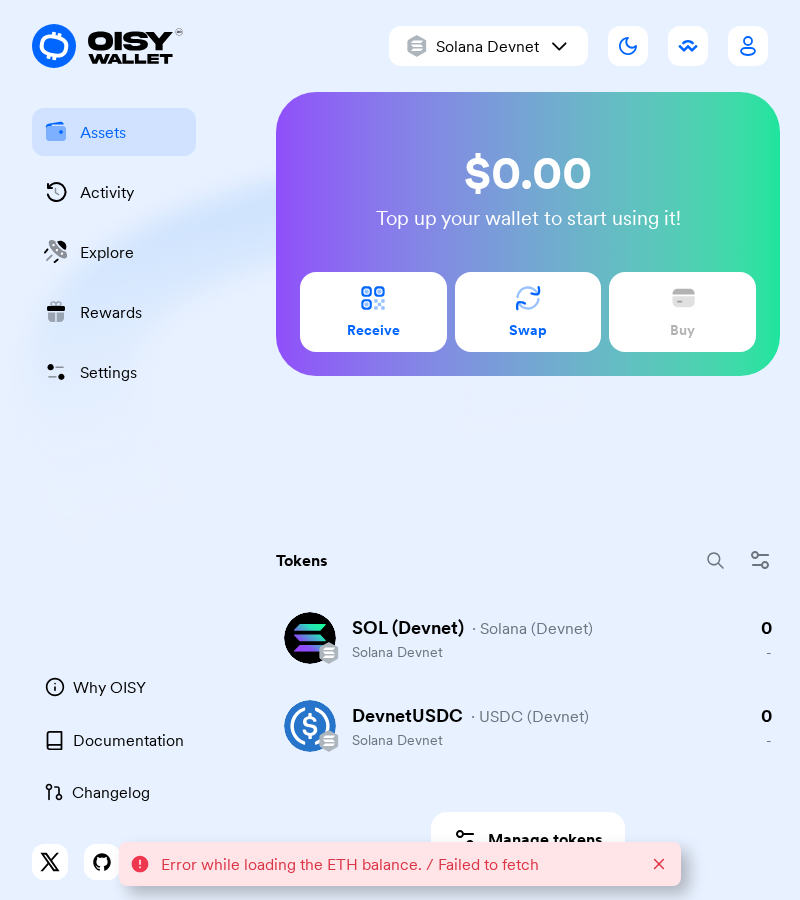 OISY
WALLET
Solana Devnet
Assets
Activity
Explore
Rewards
Settings
$0.00
Top up your wallet to start using it!
Receive
Swap
Buy
Tokens
SOL (Devnet) · Solana (Devnet)
0
Solana Devnet
-
DevnetUSDC · USDC (Devnet)
0
Solana Devnet
-
Why OISY
Documentation
Changelog
Manage tokens
Error while loading the ETH balance. / Failed to fetch